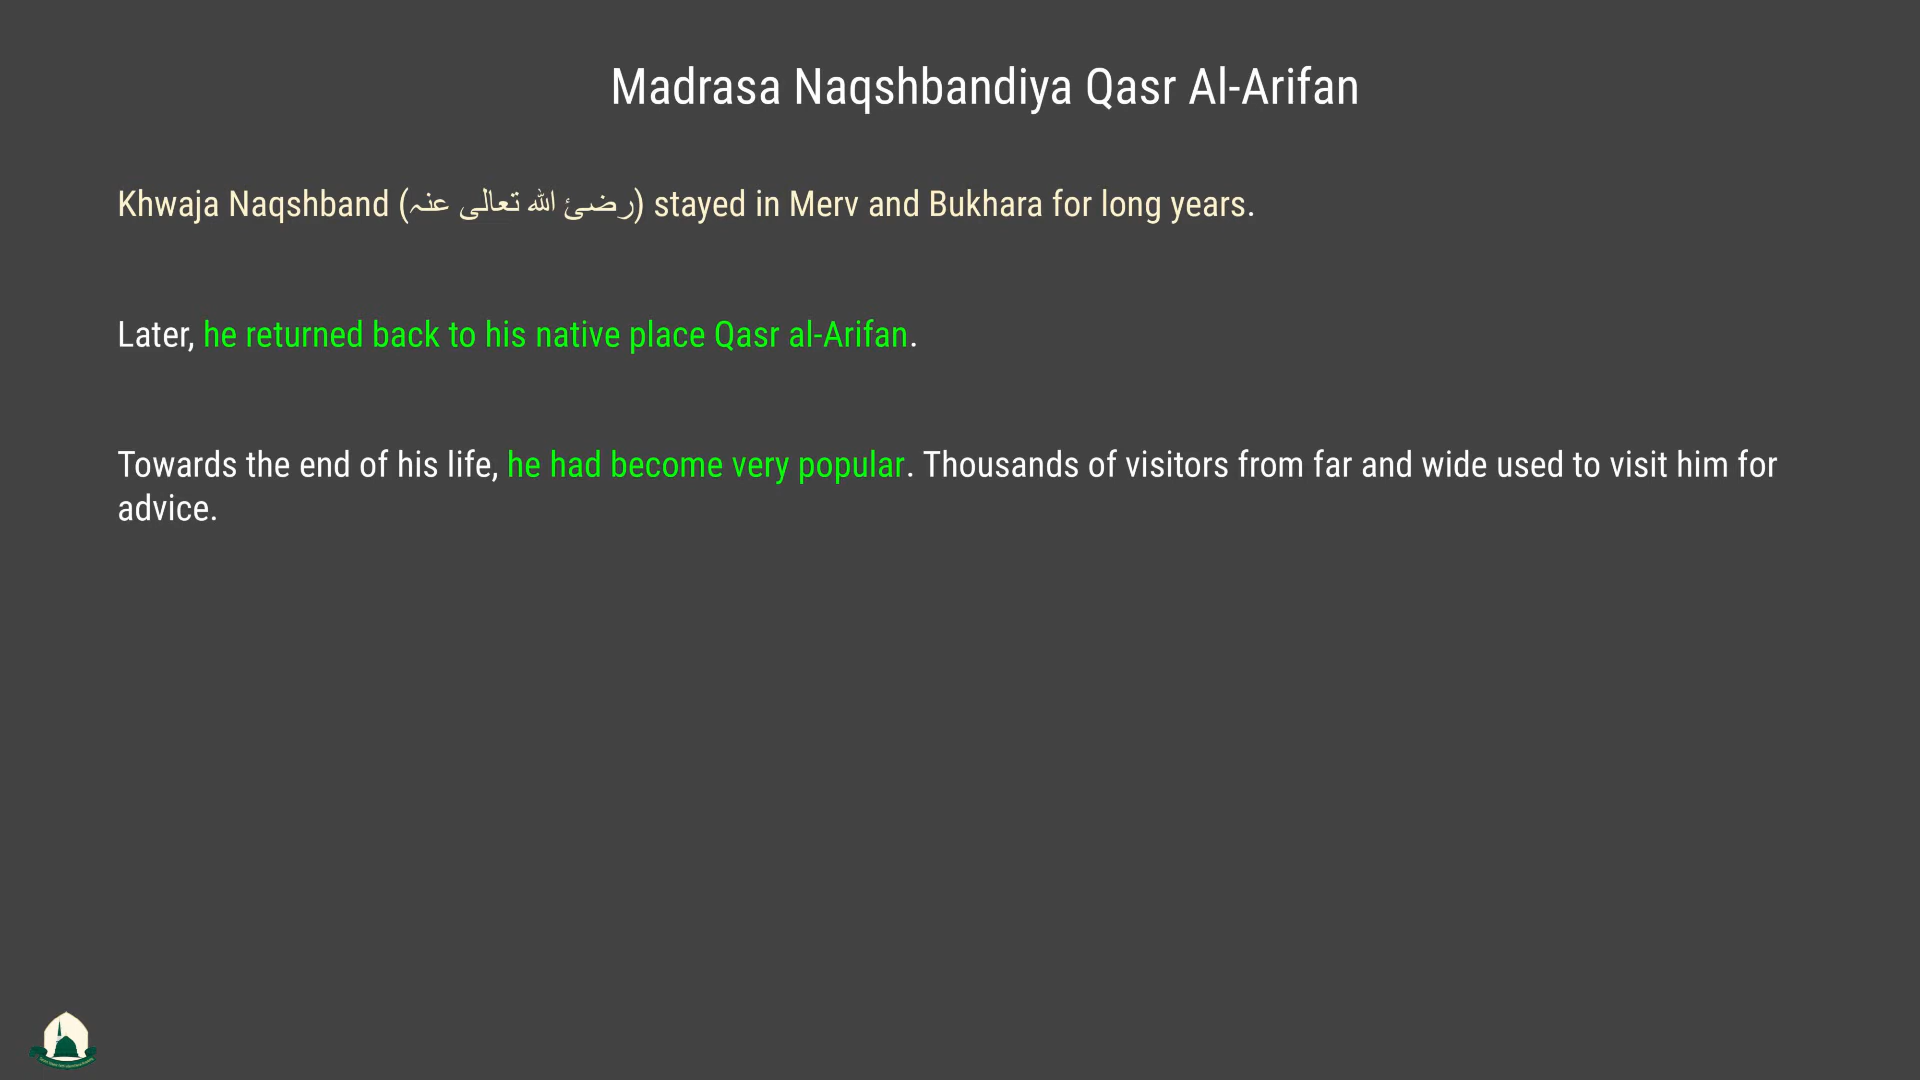 Madrasa Naqshbandiya Qasr Al-Arifan
Khwaja Naqshband (رضئ الله تعالی عنہ) stayed in Merv and Bukhara for long years.
Later, he returned back to his native place Qasr al-Arifan.
Towards the end of his life, he had become very popular. Thousands of visitors from far and wide used to visit him for
advice.